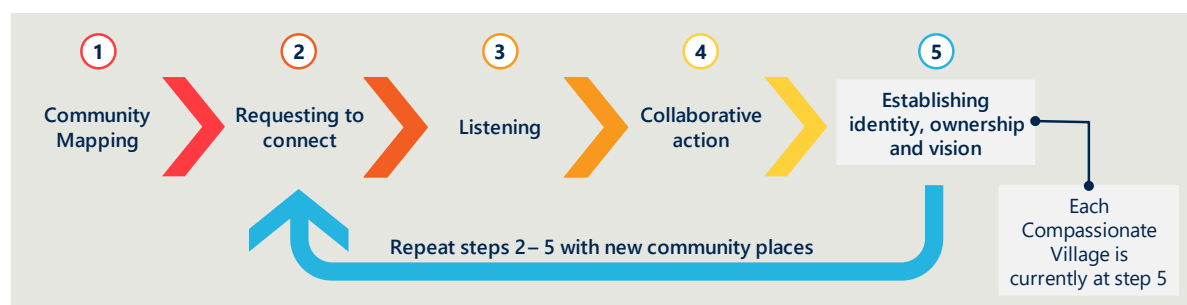 1
2
3
4
5
Community
Mapping
Requesting to
connect
Listening
Collaborative
action
Establishing
identity, ownership
and vision
Repeat steps 2 – 5 with new community places
Each
Compassionate
Village is
currently at step 5